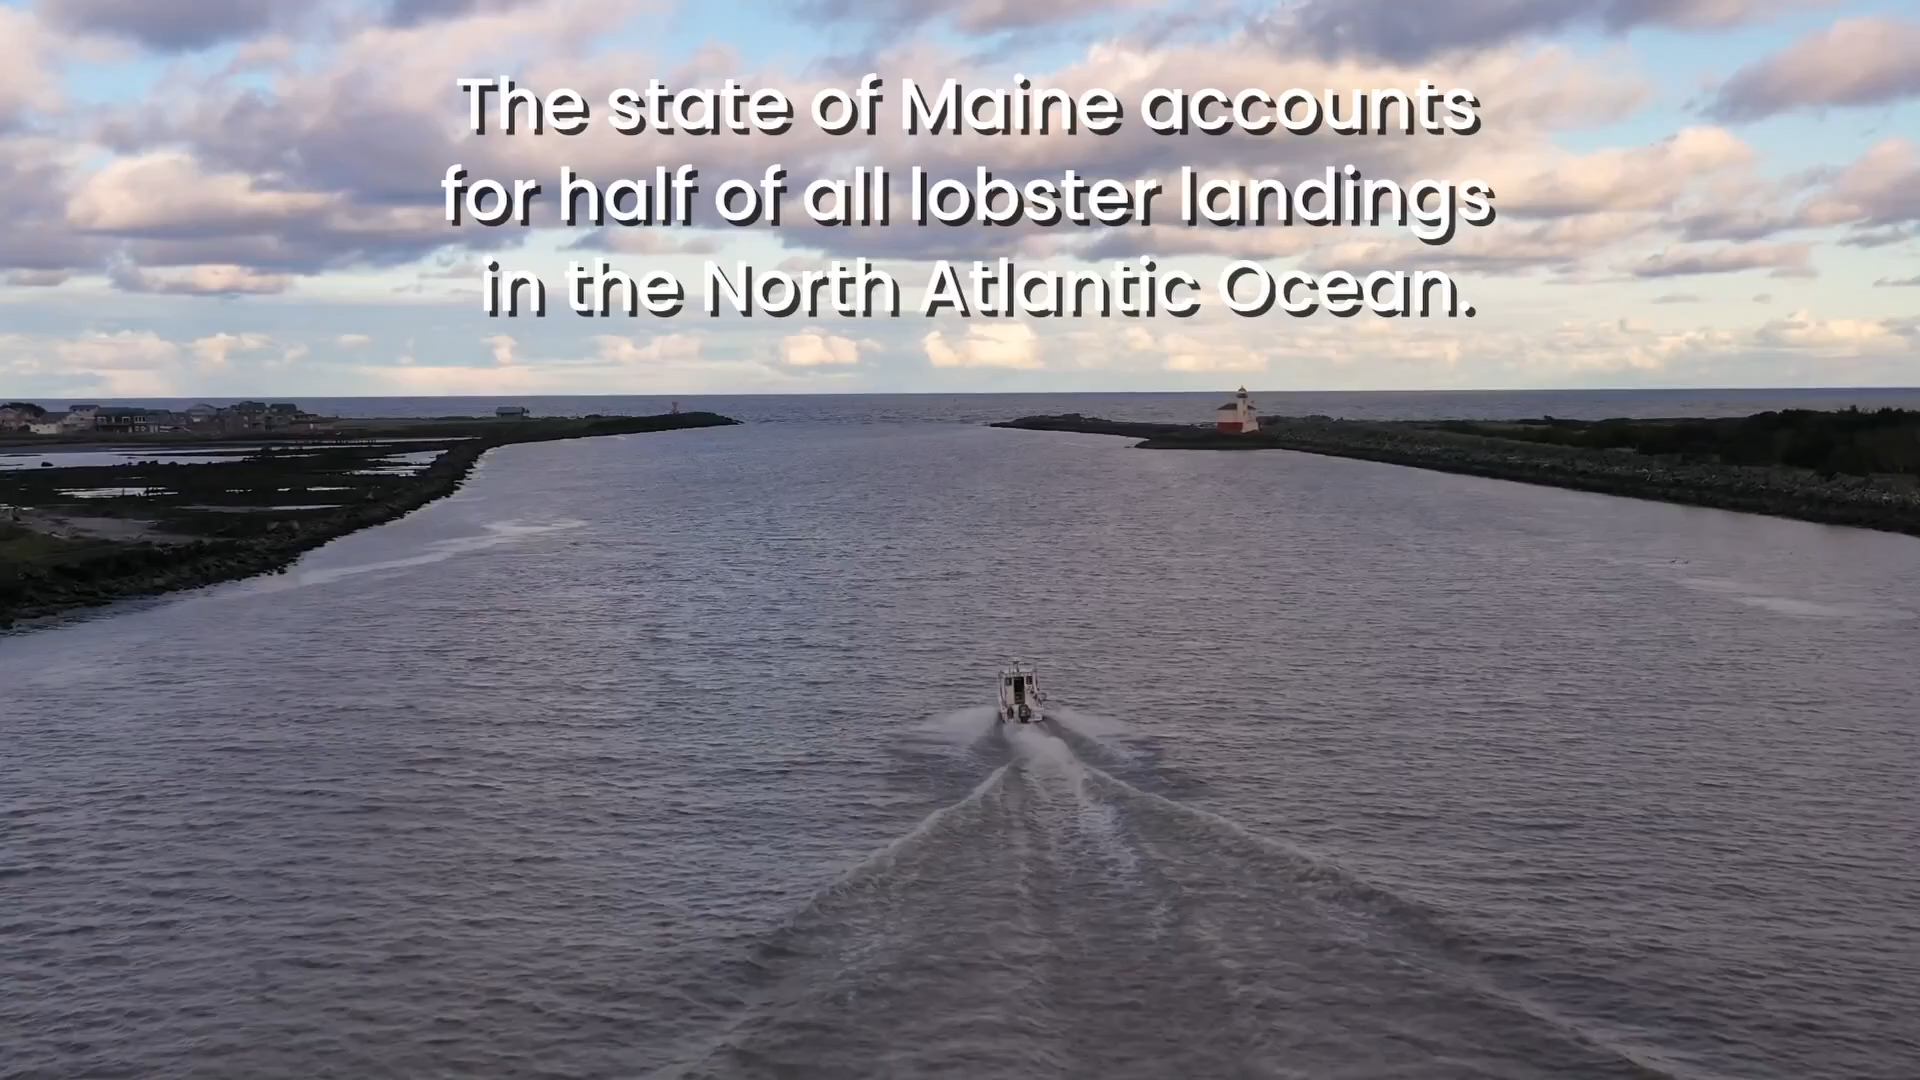 The state of Maine accounts
for half of all lobster landings
in the North Atlantic Ocean.